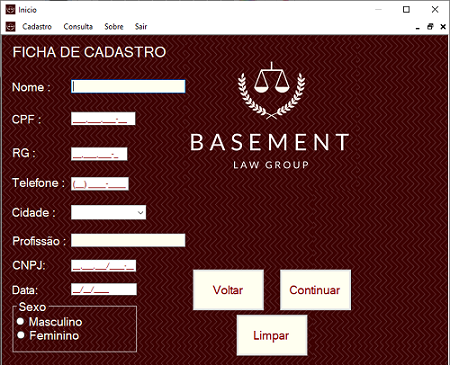 Inicio
Cadastro Consulta Sobre Sair
FICHA DE CADASTRO
Nome :
CPF : ___.___.___-__
RG : __.___.___-_
Telefone : (__)____-____
Cidade :
Profissão :
CNPJ: __.___.___/____-__
Data: __/__/____
Sexo
Masculino
Feminino
BASEMENT
LAW GROUP
Voltar Continuar
Limpar